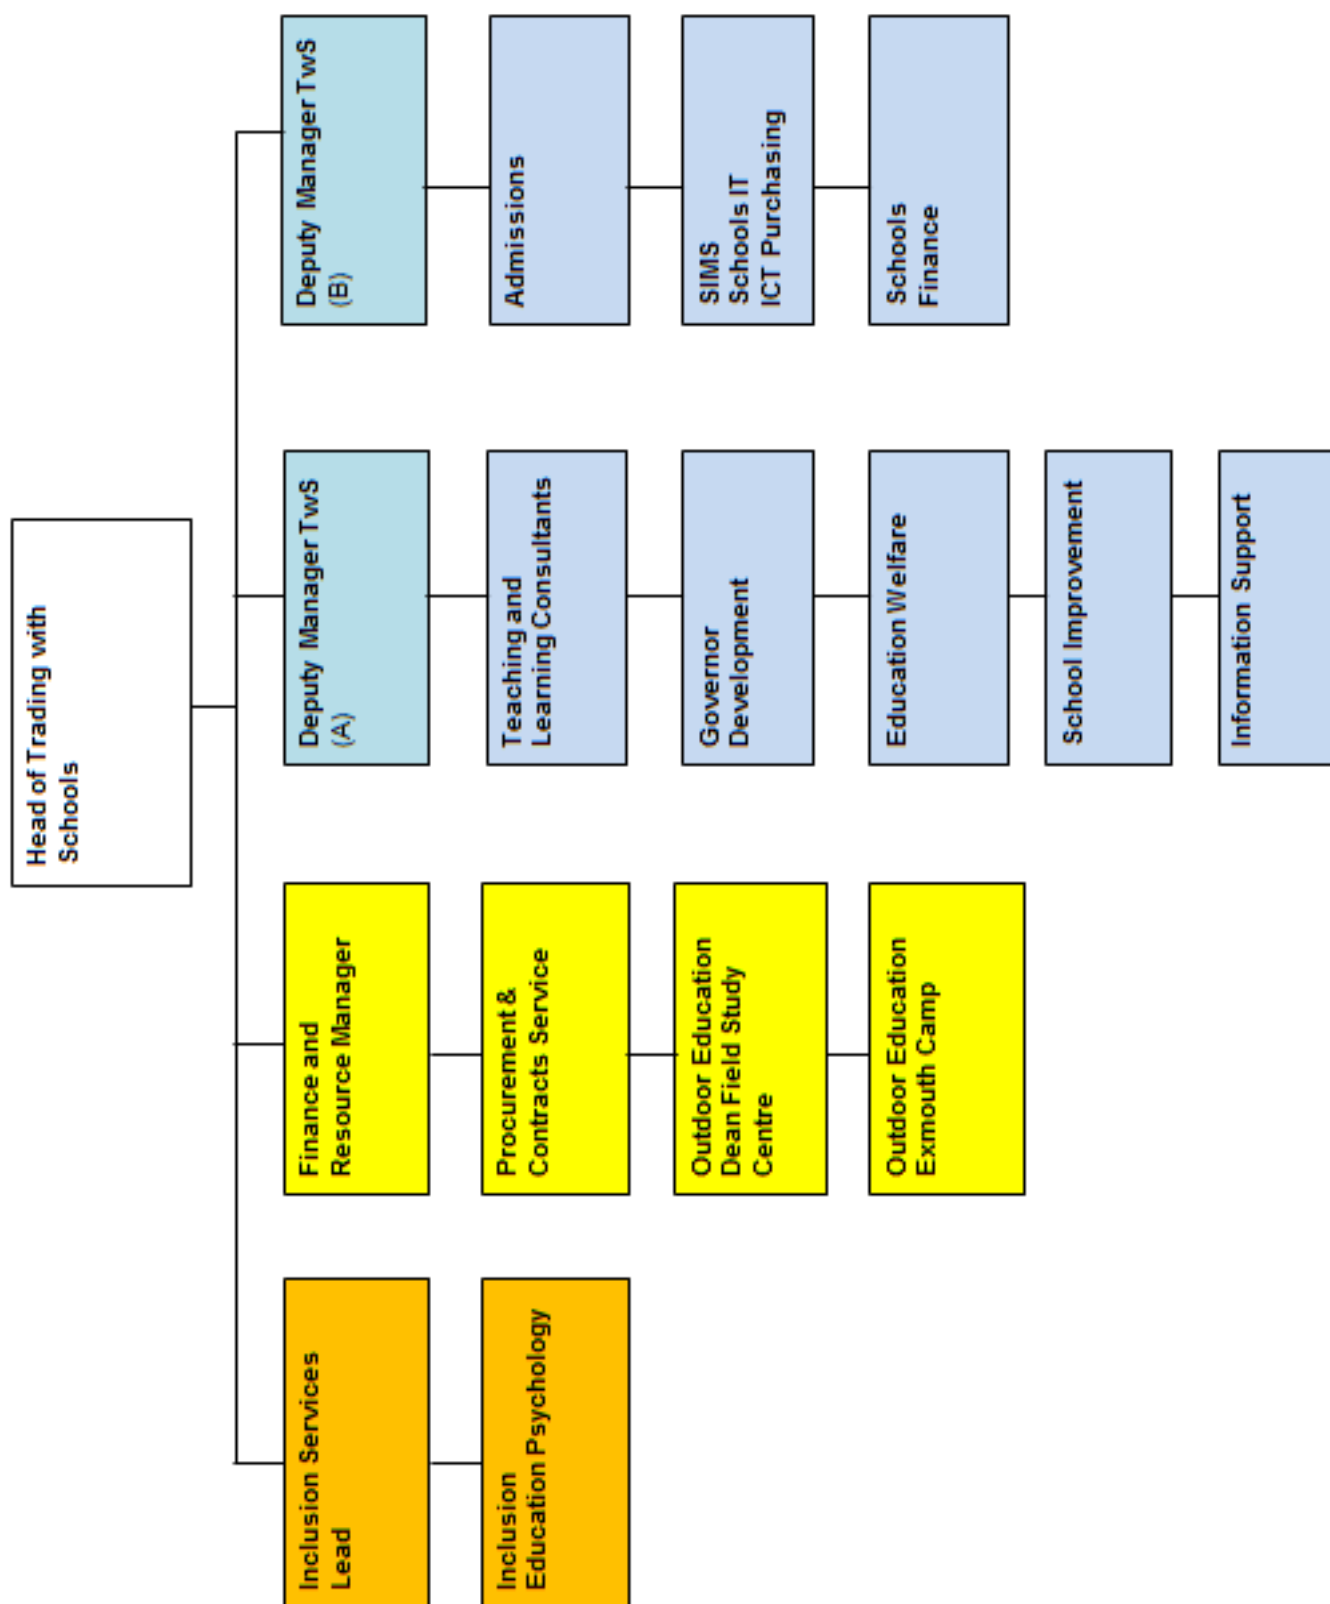 Head of Trading with
Schools
Inclusion Services
Lead
Inclusion
Education Psychology
Finance and
Resource Manager
Procurement &
Contracts Service
Outdoor Education
Dean Field Study
Centre
Outdoor Education
Exmouth Camp
Deputy Manager TwS
(A)
Teaching and
Learning Consultants
Governor
Development
Education Welfare
School Improvement
Information Support
Deputy Manager TwS
(B)
Admissions
SIMS
Schools IT
ICT Purchasing
Schools
Finance